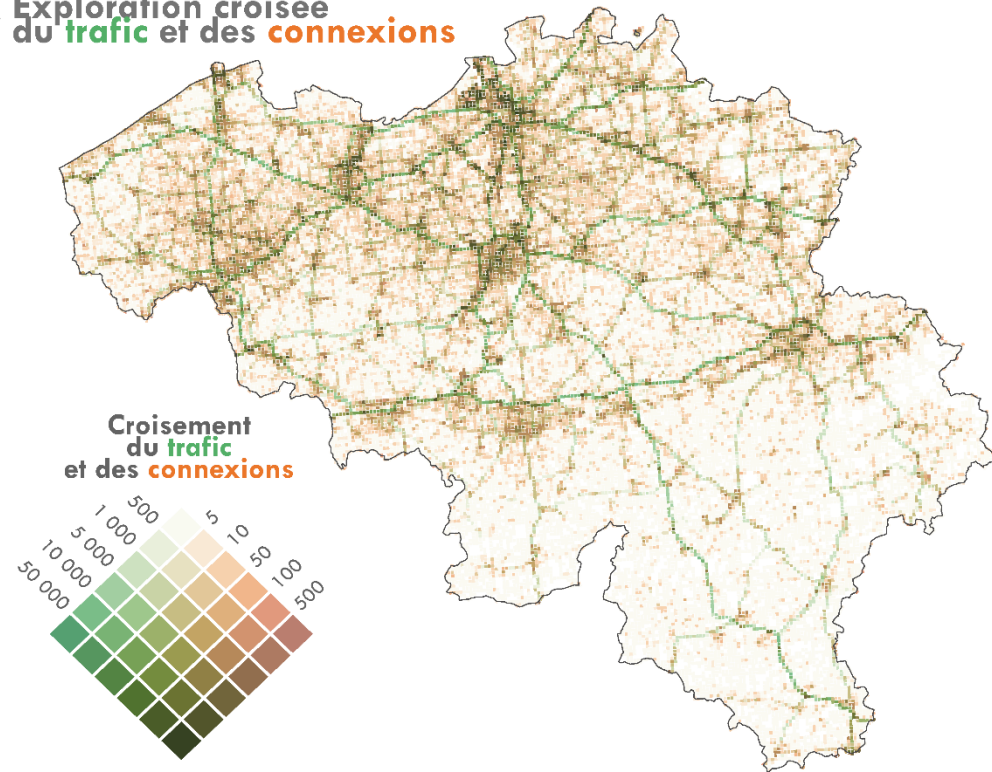 Exploration croisée
du trafic et des connexions
Croisement
du trafic
et des connexions
500
1 000
5 000
10 000
50 000
5
10
50
100
500